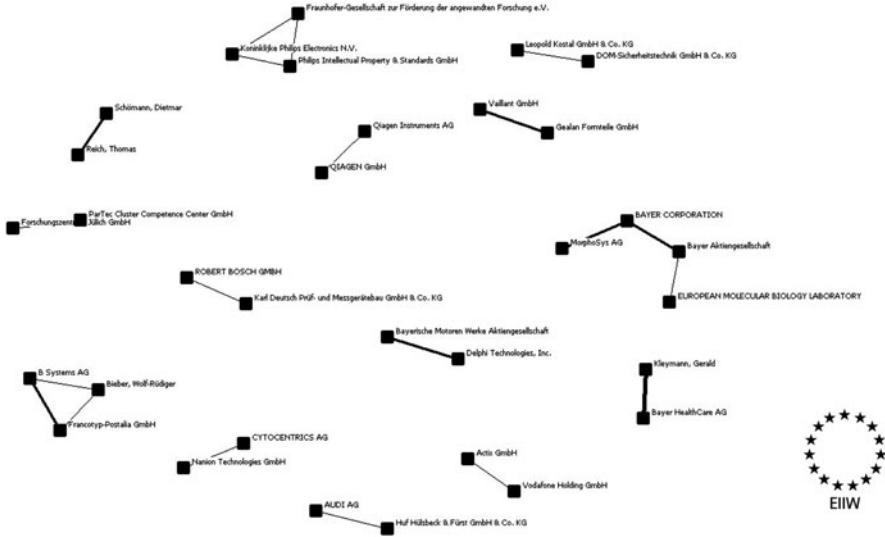 Fraunhofer-Gesellschaft zur Förderung der angewandten Forschung e.V.
Koninklijke Philips Electronics N.V.
Philips Intellectual Property & Standards GmbH
Leopold Kostal GmbH & Co. KG
DOM-Sicherheitstechnik GmbH & Co. KG
Schömann, Dietmar
Reich, Thomas
Qiagen Instruments AG
QIAGEN GmbH
Vaillant GmbH
Gealan Formteile GmbH
ParTec Cluster Competence Center GmbH
Forschungszent Jülich GmbH
BAYER CORPORATION
MorphoSys AG
Bayer Aktiengesellschaft
EUROPEAN MOLECULAR BIOLOGY LABORATORY
ROBERT BOSCH GMBH
Karl Deutsch Prüf- und Messgerätebau GmbH & Co. KG
Bayerische Motoren Werke Aktiengesellschaft
Delphi Technologies, Inc.
Kleymann, Gerald
Bayer HealthCare AG
B Systems AG
Bieber, Wolf-Rüdiger
Francotyp-Postalia GmbH
CYTOCENTRICS AG
Nanion Technologies GmbH
Actix GmbH
Vodafone Holding GmbH
AUDI AG
Huf Hülsbeck & Fürst GmbH & Co. KG
EIIW